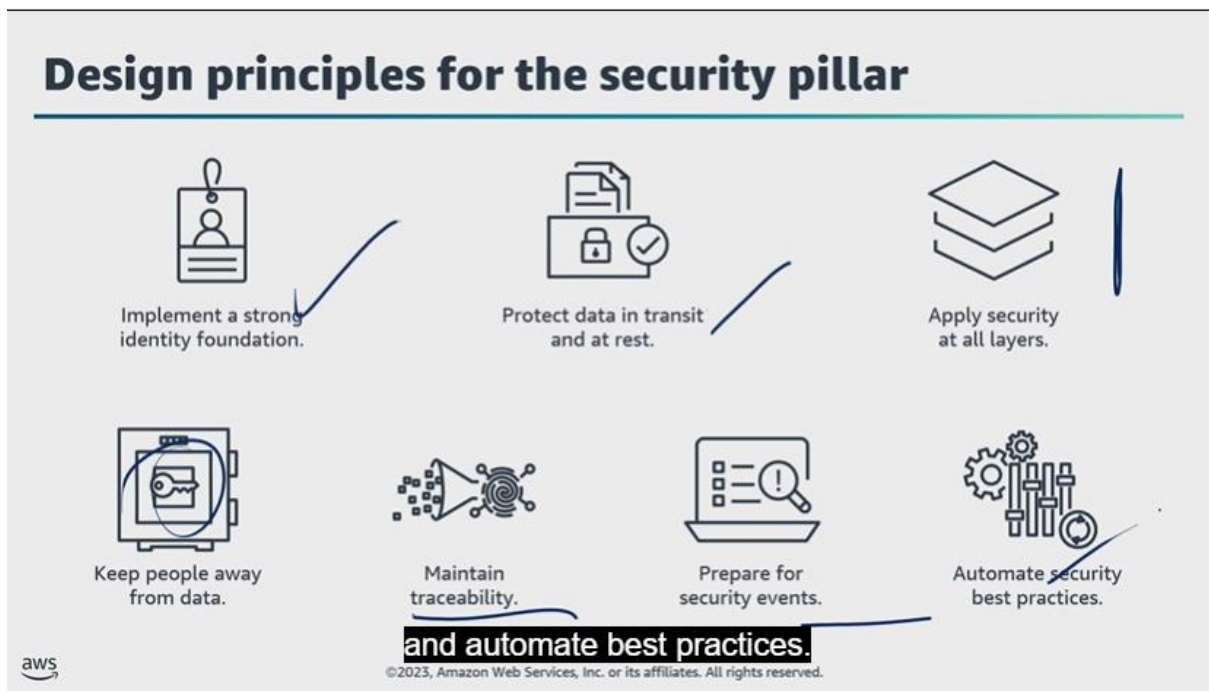 Design principles for the security pillar
Implement a strong
identity foundation.
Protect data in transit
and at rest.
Apply security
at all layers.
Keep people away
from data.
Maintain
traceability.
Prepare for
security events.
Automate security
best practices.
and automate best practices.
aws
©2023, Amazon Web Services, Inc. or its affiliates. All rights reserved.